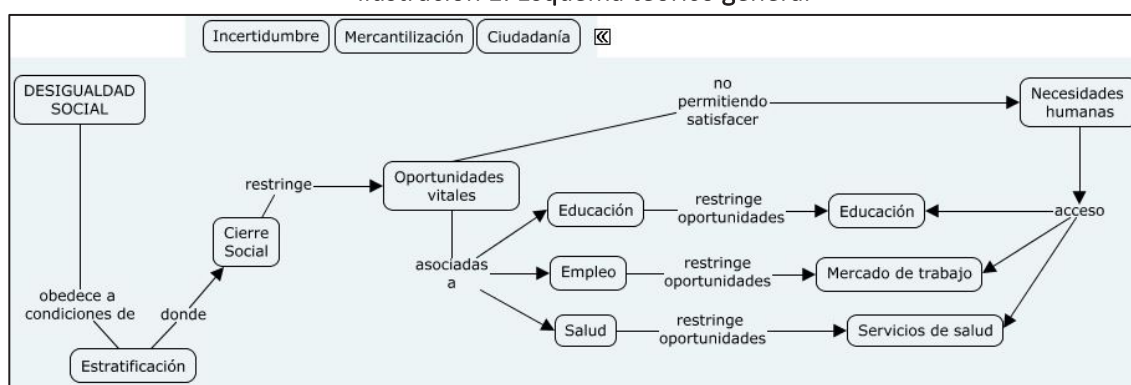 Ilustración 1. Esquema teórico general
Incertidumbre
Mercantilización
Ciudadanía
DESIGUALDAD
SOCIAL
no
permitiendo
satisfacer
Necesidades
humanas
restringe
Oportunidades
vitales
Cierre
Social
Educación
restringe
oportunidades
Educación
acceso
asociadas
a
Empleo
restringe
oportunidades
Mercado de trabajo
obedece a
condiciones de
donde
Salud
restringe
oportunidades
Servicios de salud
Estratificación